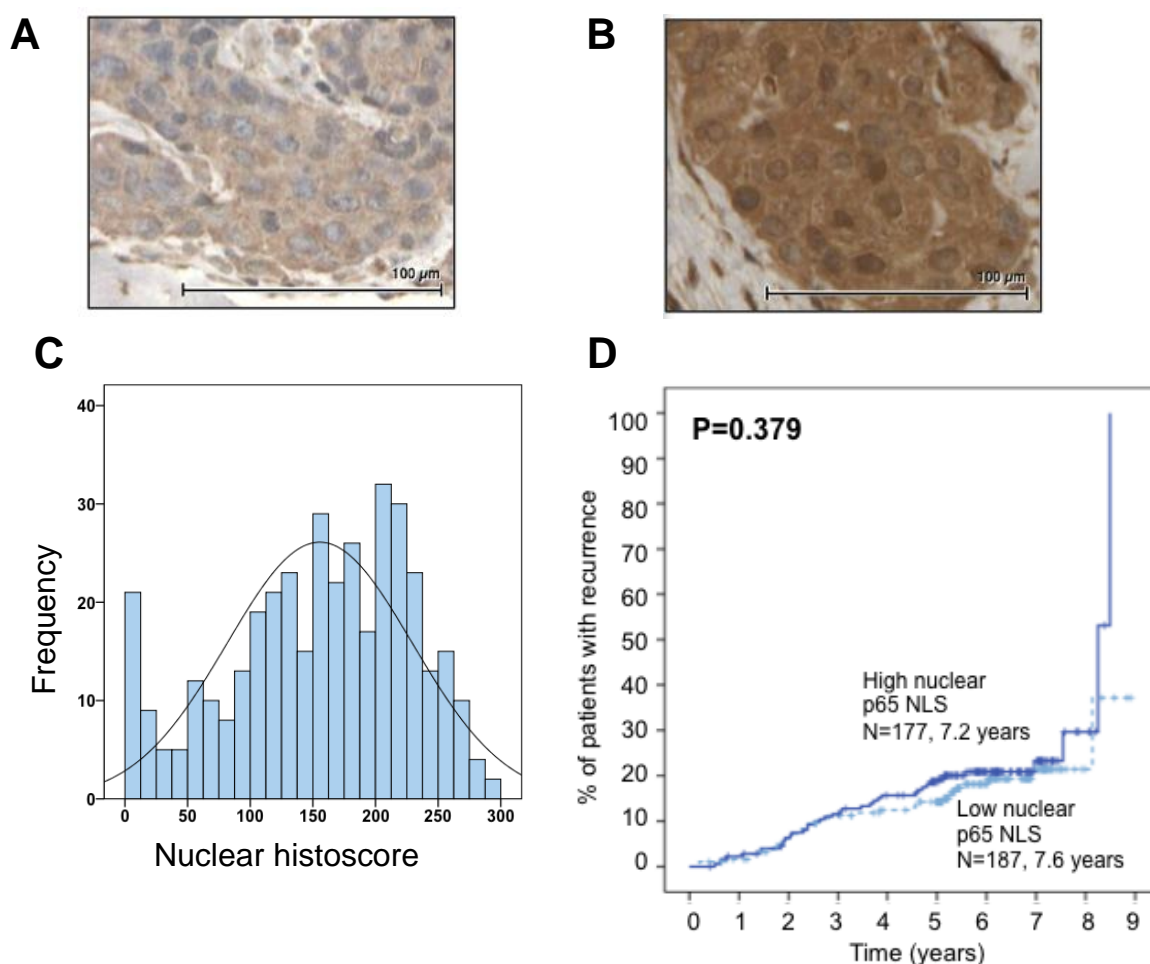 A
B
100 µm
100 µm
C
D
40
30
20
10
0
Frequency
0 50 100 150 200 250 300
Nuclear histoscore
P=0.379
100
90
80
70
60
50
40
30
20
10
0
% of patients with recurrence
High nuclear
p65 NLS
N=177, 7.2 years
Low nuclear
p65 NLS
N=187, 7.6 years
0 1 2 3 4 5 6 7 8 9
Time (years)